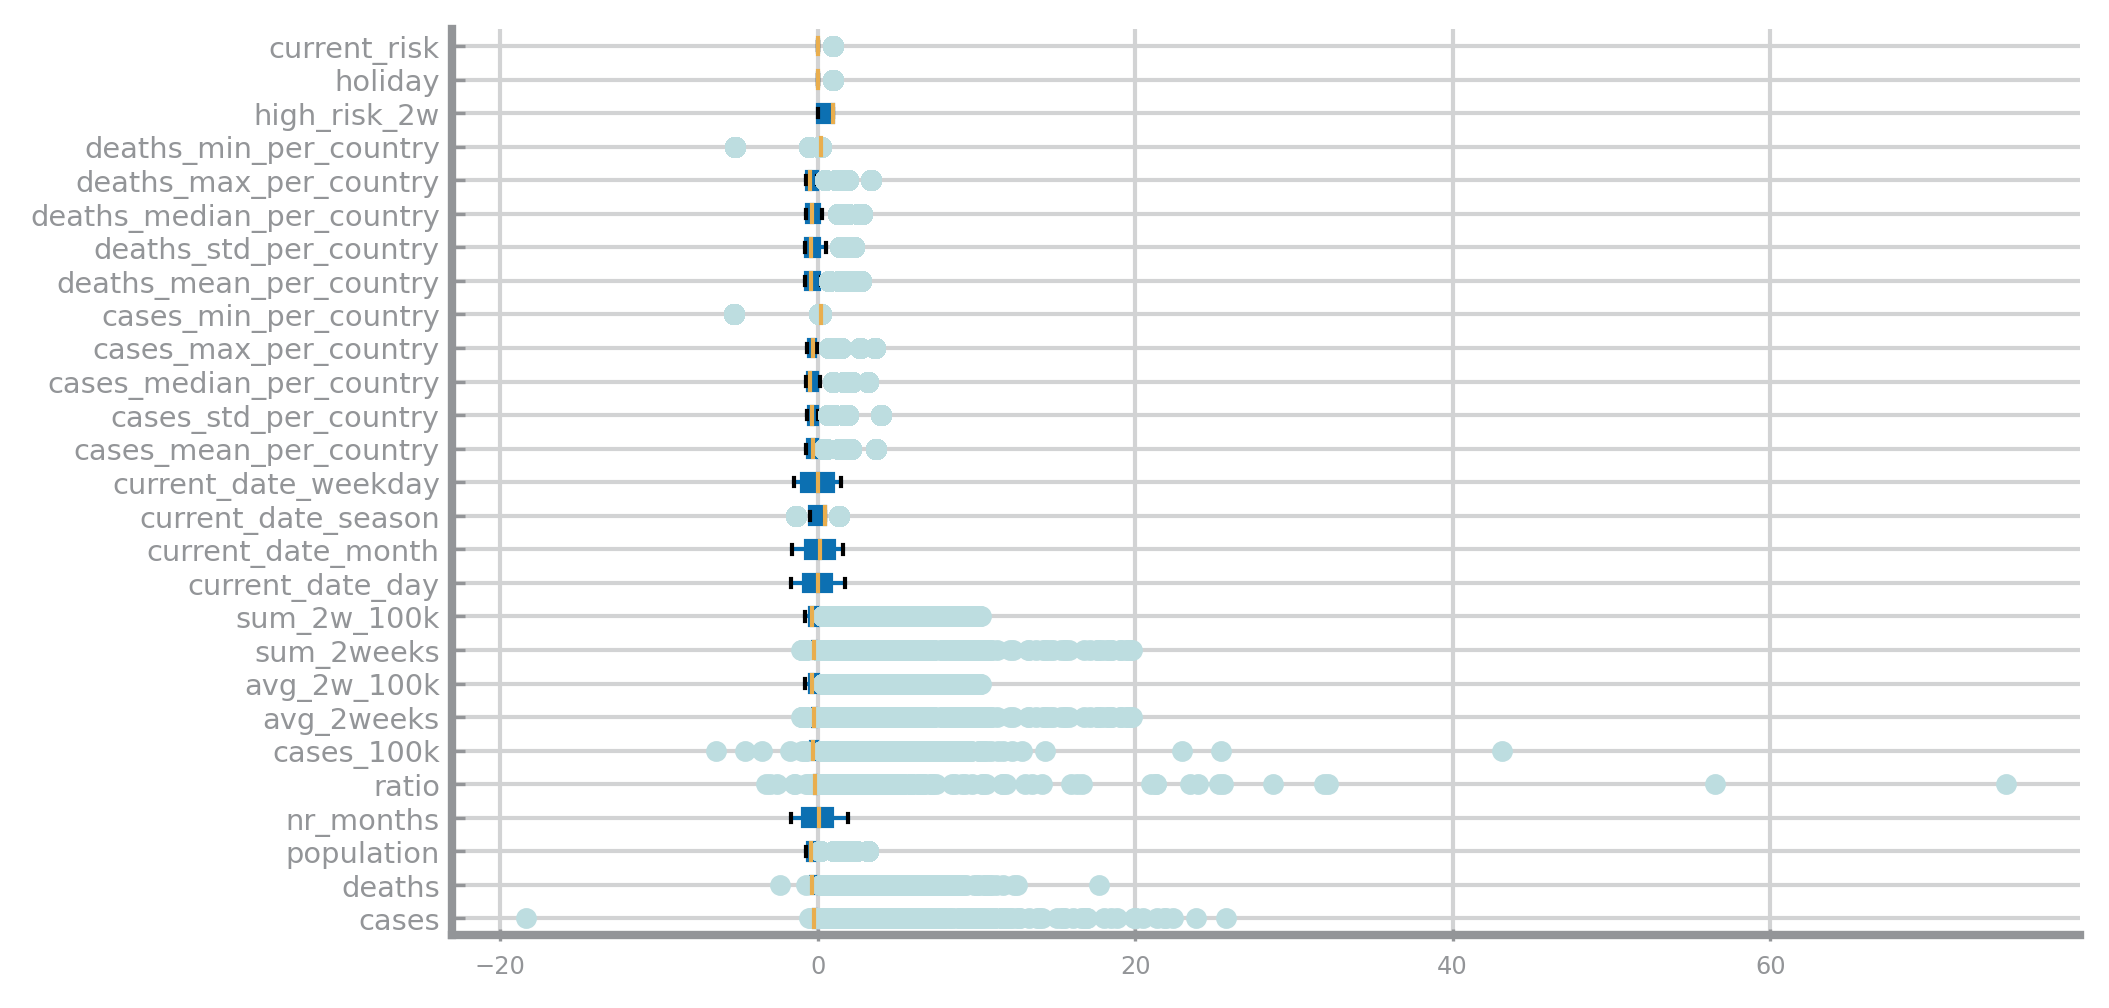 current_risk
holiday
high_risk_2w
deaths_min_per_country
deaths_max_per_country
deaths_median_per_country
deaths_std_per_country
deaths_mean_per_country
cases_min_per_country
cases_max_per_country
cases_median_per_country
cases_std_per_country
cases_mean_per_country
current_date_weekday
current_date_season
current_date_month
current_date_day
sum_2w_100k
sum_2weeks
avg_2w_100k
avg_2weeks
cases_100k
ratio
nr_months
population
deaths
cases
−20 0 20 40 60